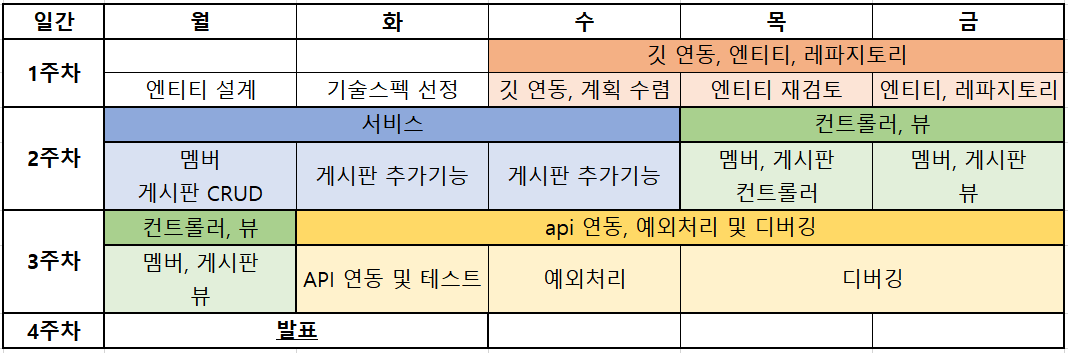 일간 월 화 수 목 금
1주차
깃 연동, 엔티티, 레파지토리
엔티티 설계 기술스펙 선정 깃 연동, 계획 수렴 엔티티 재검토 엔티티, 레파지토리
2주차
서비스 컨트롤러, 뷰
멤버
게시판 CRUD
게시판 추가기능
게시판 추가기능
멤버, 게시판
컨트롤러
멤버, 게시판
뷰
3주차
컨트롤러, 뷰 api 연동, 예외처리 및 디버깅
멤버, 게시판
뷰
API 연동 및 테스트
예외처리
디버깅
4주차 발표